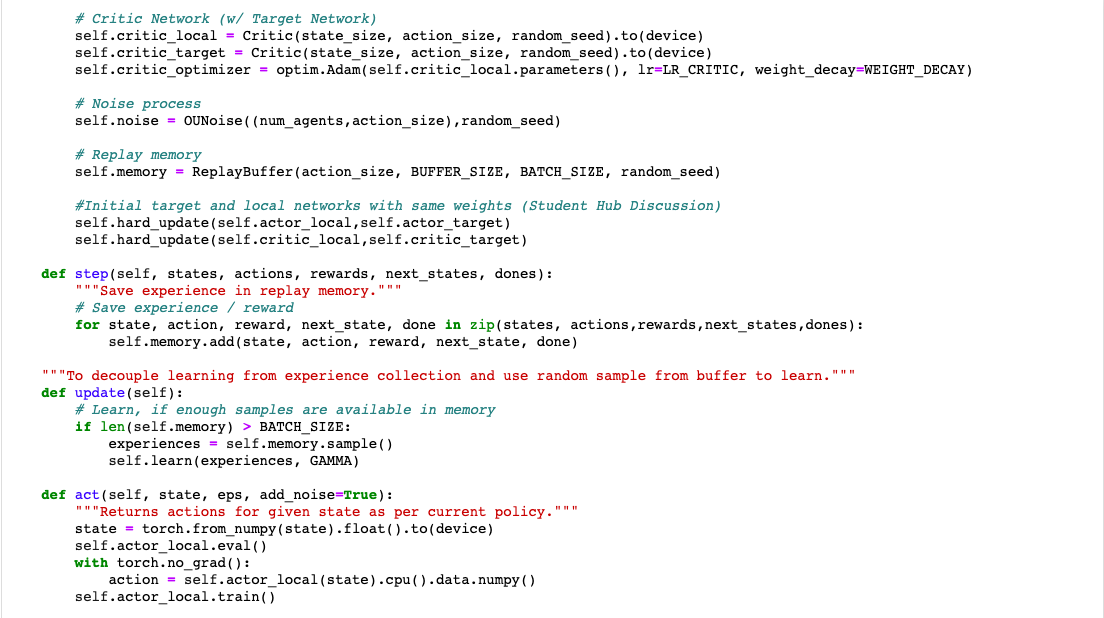 # Critic Network (w/ Target Network)
self.critic_local = Critic(state_size, action_size, random_seed).to(device)
self.critic_target = Critic(state_size, action_size, random_seed).to(device)
self.critic_optimizer = optim.Adam(self.critic_local.parameters(), lr=LR_CRITIC, weight_decay=WEIGHT_DECAY)
# Noise process
self.noise = OUNoise((num_agents,action_size),random_seed)
# Replay memory
self.memory = ReplayBuffer(action_size, BUFFER_SIZE, BATCH_SIZE, random_seed)
#Initial target and local networks with same weights (Student Hub Discussion)
self.hard_update(self.actor_local,self.actor_target)
self.hard_update(self.critic_local,self.critic_target)
def step(self, states, actions, rewards, next_states, dones):
"""Save experience in replay memory."""
# Save experience / reward
for state, action, reward, next_state, done in zip(states, actions,rewards,next_states,dones):
self.memory.add(state, action, reward, next_state, done)
"""To decouple learning from experience collection and use random sample from buffer to learn."""
def update(self):
# Learn, if enough samples are available in memory
if len(self.memory) > BATCH_SIZE:
experiences = self.memory.sample()
self.learn(experiences, GAMMA)
def act(self, state, eps, add_noise=True):
"""Returns actions for given state as per current policy."""
state = torch.from_numpy(state).float().to(device)
self.actor_local.eval()
with torch.no_grad():
action = self.actor_local(state).cpu().data.numpy()
self.actor_local.train()